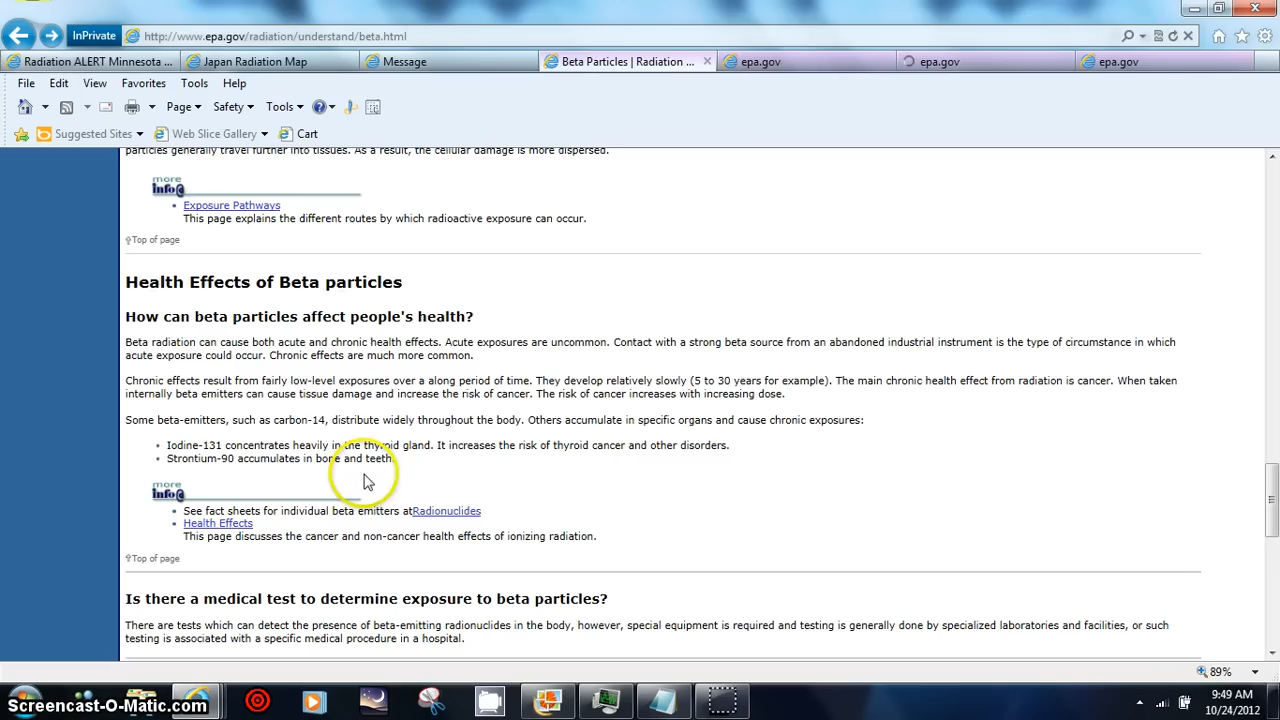 InPrivate http://www.epa.gov/radiation/understand/beta.html
Radiation ALERT Minnesota ... Japan Radiation Map Message Beta Particles | Radiation ... epa.gov epa.gov epa.gov
File Edit View Favorites Tools Help
Page Safety Tools
Suggested Sites Web Slice Gallery Cart
particles generally travel further into tissues. As a result, the cellular damage is more dispersed.
more
info@
• Exposure Pathways
This page explains the different routes by which radioactive exposure can occur.
⇧Top of page
Health Effects of Beta particles
How can beta particles affect people's health?
Beta radiation can cause both acute and chronic health effects. Acute exposures are uncommon. Contact with a strong beta source from an abandoned industrial instrument is the type of circumstance in which
acute exposure could occur. Chronic effects are much more common.
Chronic effects result from fairly low-level exposures over a along period of time. They develop relatively slowly (5 to 30 years for example). The main chronic health effect from radiation is cancer. When taken
internally beta emitters can cause tissue damage and increase the risk of cancer. The risk of cancer increases with increasing dose.
Some beta-emitters, such as carbon-14, distribute widely throughout the body. Others accumulate in specific organs and cause chronic exposures:
• Iodine-131 concentrates heavily in the thyroid gland. It increases the risk of thyroid cancer and other disorders.
• Strontium-90 accumulates in bone and teeth.
more
info@
• See fact sheets for individual beta emitters atRadionuclides
• Health Effects
This page discusses the cancer and non-cancer health effects of ionizing radiation.
⇧Top of page
Is there a medical test to determine exposure to beta particles?
There are tests which can detect the presence of beta-emitting radionuclides in the body, however, special equipment is required and testing is generally done by specialized laboratories and facilities, or such
testing is associated with a specific medical procedure in a hospital.
89%
Screencast-O-Matic.com
9:49 AM
10/24/2012